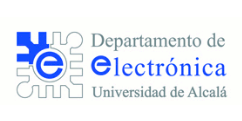 Departamento de
electrónica
Universidad de Alcalá